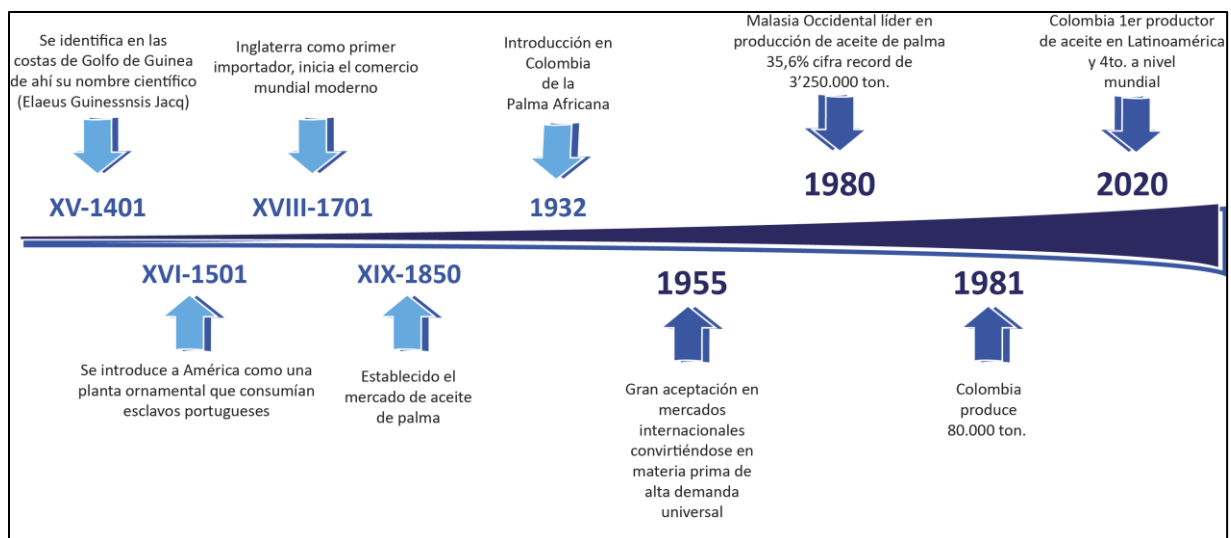 Se identifica en las
costas de Golfo de Guinea
de ahí su nombre científico
(Elaeus Guinessnsis Jacq)
XV-1401
XVI-1501
Se introduce a América como una
planta ornamental que consumían
esclavos portugueses
Inglaterra como primer
importador, inicia el comercio
mundial moderno
XVIII-1701
XIX-1850
Establecido el
mercado de aceite
de palma
Introducción en
Colombia
de la
Palma Africana
1932
1955
Gran aceptación en
mercados
internacionales
convirtiéndose en
materia prima de
alta demanda
universal
Malasia Occidental líder en
producción de aceite de palma
35,6% cifra record de
3’250.000 ton.
1980
1981
Colombia
produce
80.000 ton.
Colombia 1er productor
de aceite en Latinoamérica
y 4to. a nivel
mundial
2020